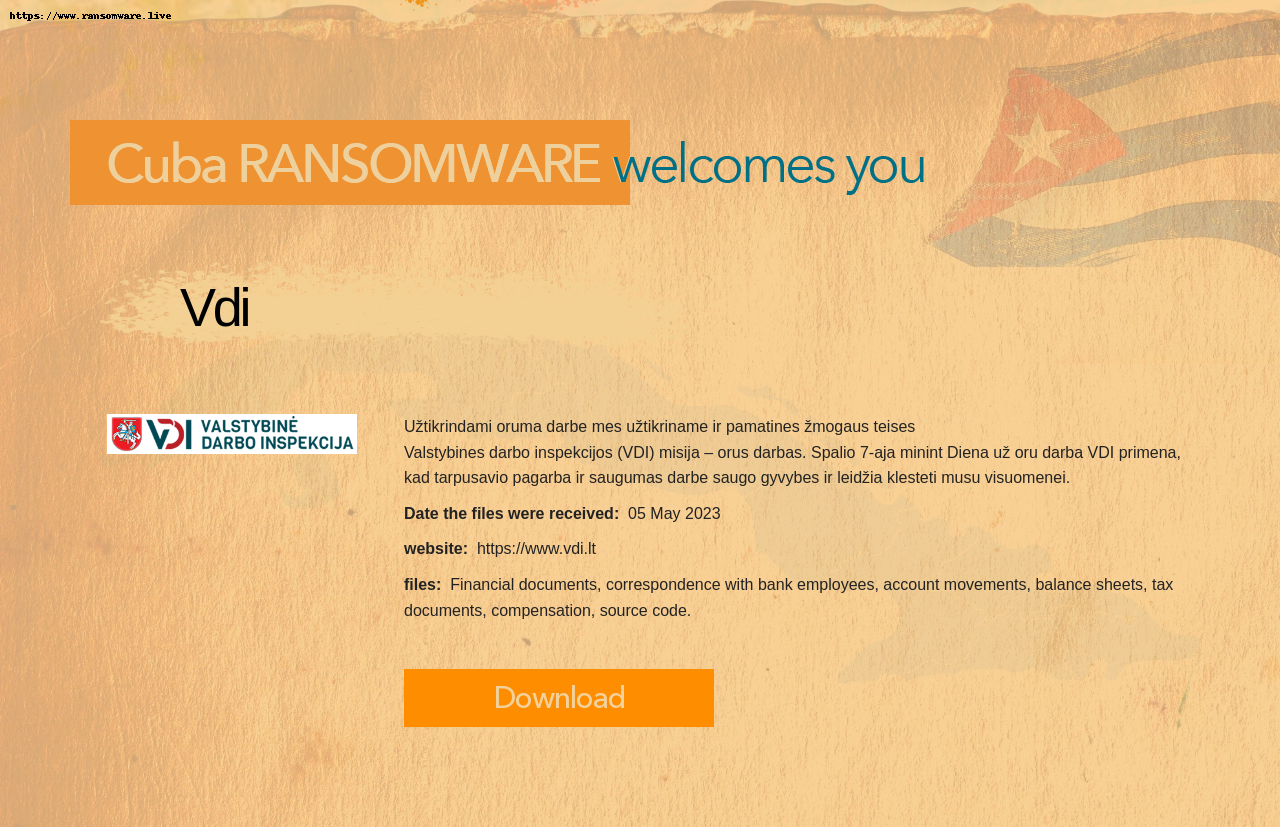 https://www.ransomware.live
Cuba RANSOMWARE welcomes you
Vdi
VDI VALSTYBINĖ
DARBO INSPEKCIJA
Užtikrindami oruma darbe mes užtikriname ir pamatines žmogaus teises
Valstybines darbo inspekcijos (VDI) misija – orus darbas. Spalio 7-aja minint Diena už oru darba VDI primena,
kad tarpusavio pagarba ir saugumas darbe saugo gyvybes ir leidžia klesteti musu visuomenei.
Date the files were received: 05 May 2023
website: https://www.vdi.lt
files: Financial documents, correspondence with bank employees, account movements, balance sheets, tax
documents, compensation, source code.
Download